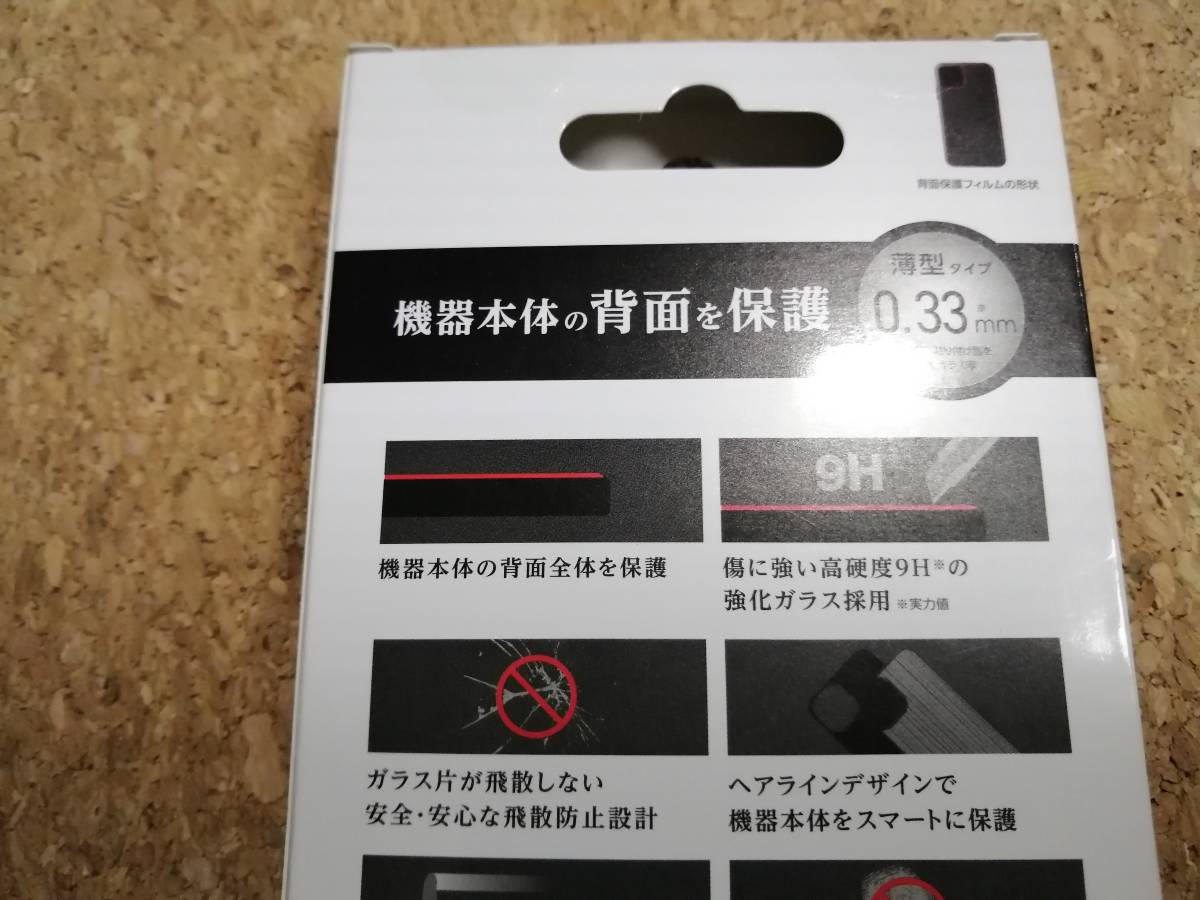 背面保護フィルムの形状
薄型タイプ
0.33※mm
機器本体の背面を保護
9H
機器本体の背面全体を保護
傷に強い高硬度9H※の
強化ガラス採用 ※実力値
ガラス片が飛散しない
安全・安心な飛散防止設計
ヘアラインデザインで
機器本体をスマートに保護